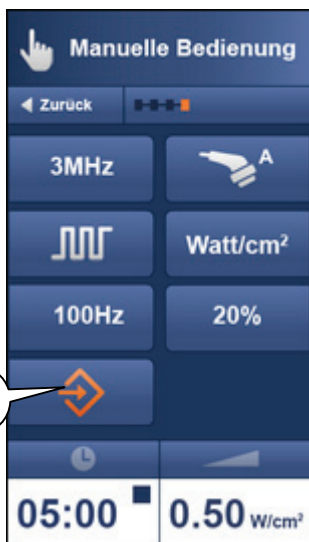 Manuelle Bedienung
Zurück
3MHz
A
Watt/cm²
100Hz
20%
05:00
0.50 W/cm²